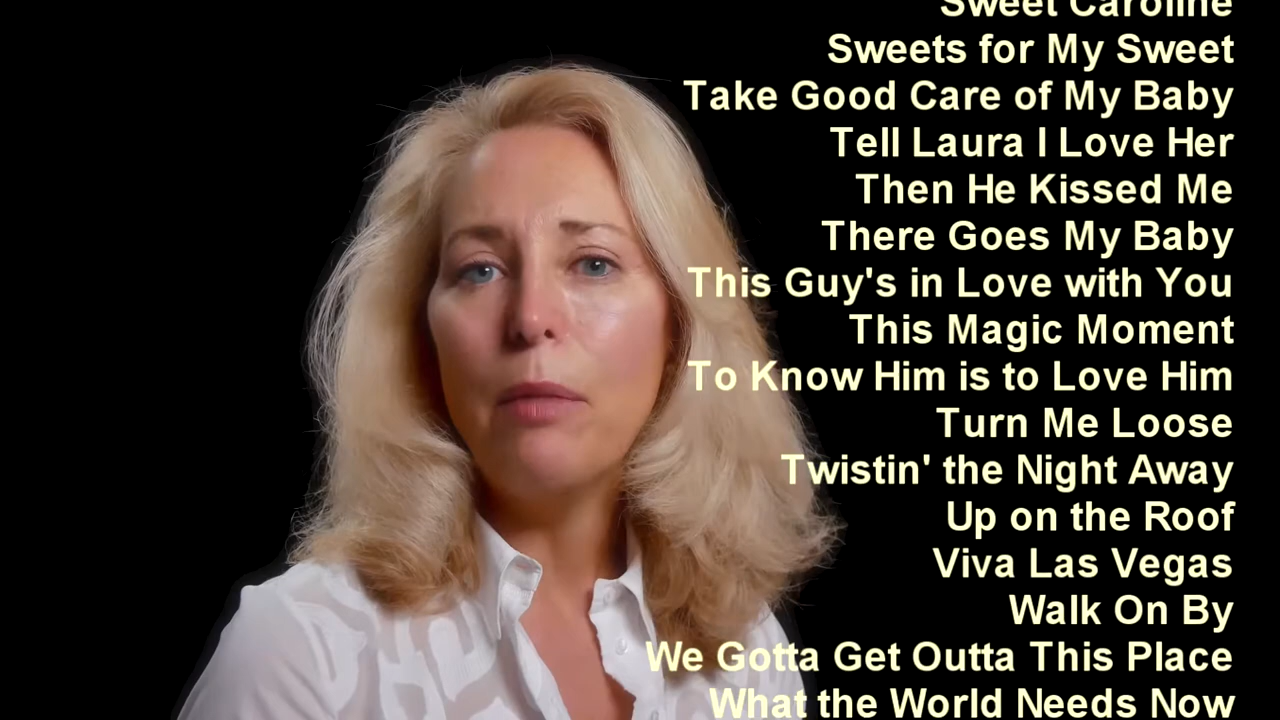 Sweet Caroline
Sweets for My Sweet
Take Good Care of My Baby
Tell Laura I Love Her
Then He Kissed Me
There Goes My Baby
This Guy's in Love with You
This Magic Moment
To Know Him is to Love Him
Turn Me Loose
Twistin' the Night Away
Up on the Roof
Viva Las Vegas
Walk On By
We Gotta Get Outta This Place
What the World Needs Now